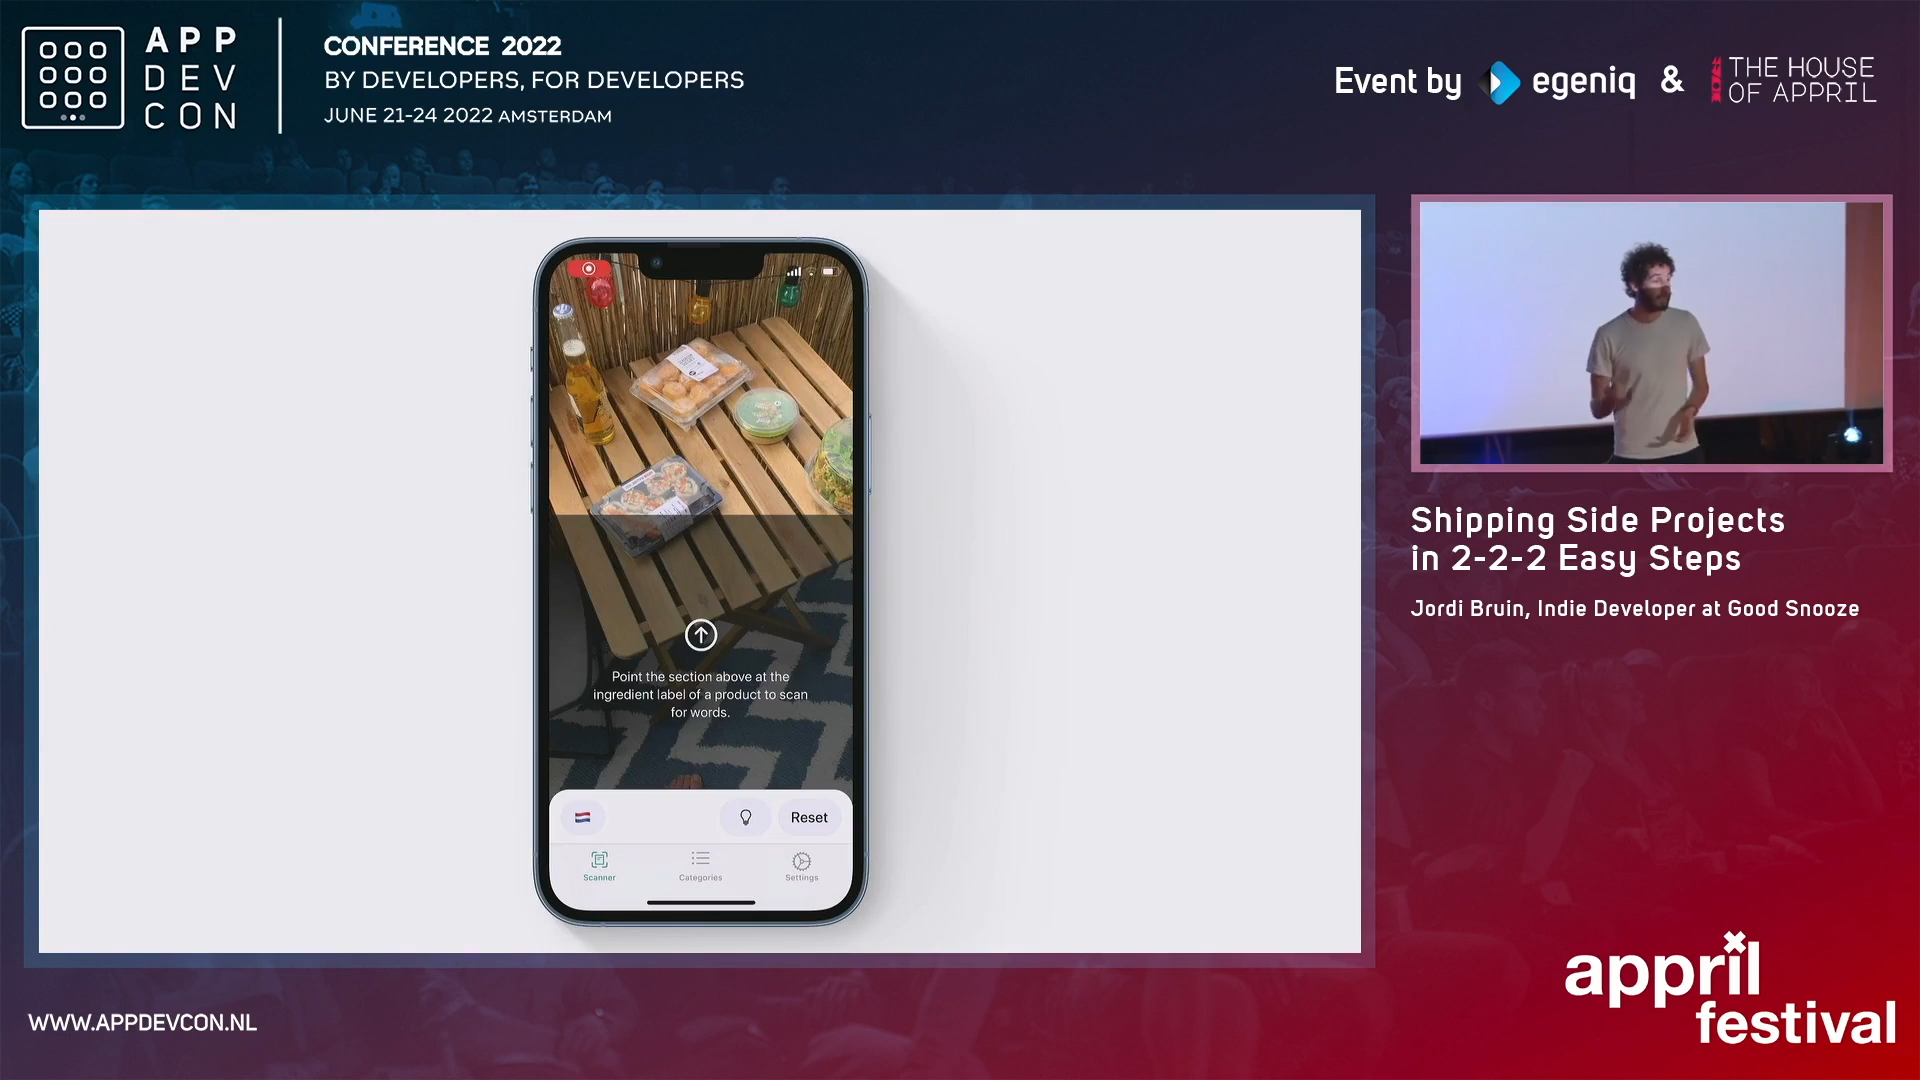 APP
DEV
CON
CONFERENCE 2022
BY DEVELOPERS, FOR DEVELOPERS
JUNE 21-24 2022 AMSTERDAM
Event by egeniq & THE HOUSE
OF APPRIL
Point the section above at the
ingredient label of a product to scan
for words.
Reset
Scanner Categories Settings
Shipping Side Projects
in 2-2-2 Easy Steps
Jordi Bruin, Indie Developer at Good Snooze
WWW.APPDEVCON.NL
appril
festival